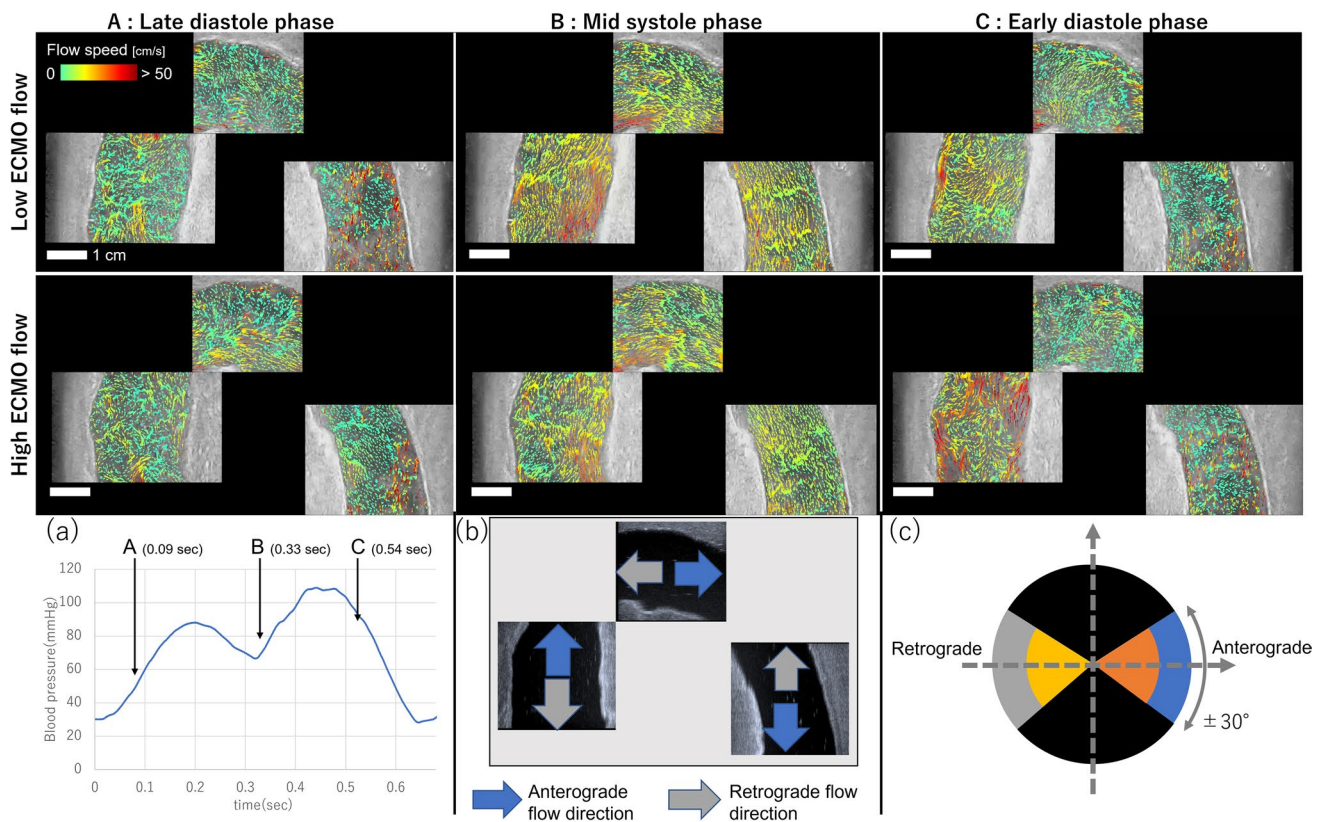 A : Late diastole phase
B : Mid systole phase
C : Early diastole phase
Low ECMO flow
Flow speed [cm/s]
0 > 50
1 cm
High ECMO flow
(a)
A (0.09 sec)
B (0.33 sec)
C (0.54 sec)
Blood pressure(mmHg)
120
100
80
60
40
20
0
0 0.1 0.2 0.3 0.4 0.5 0.6
time(sec)
(b)
Anterograde
flow direction
Retrograde flow
direction
(c)
Retrograde
Anterograde
±30°